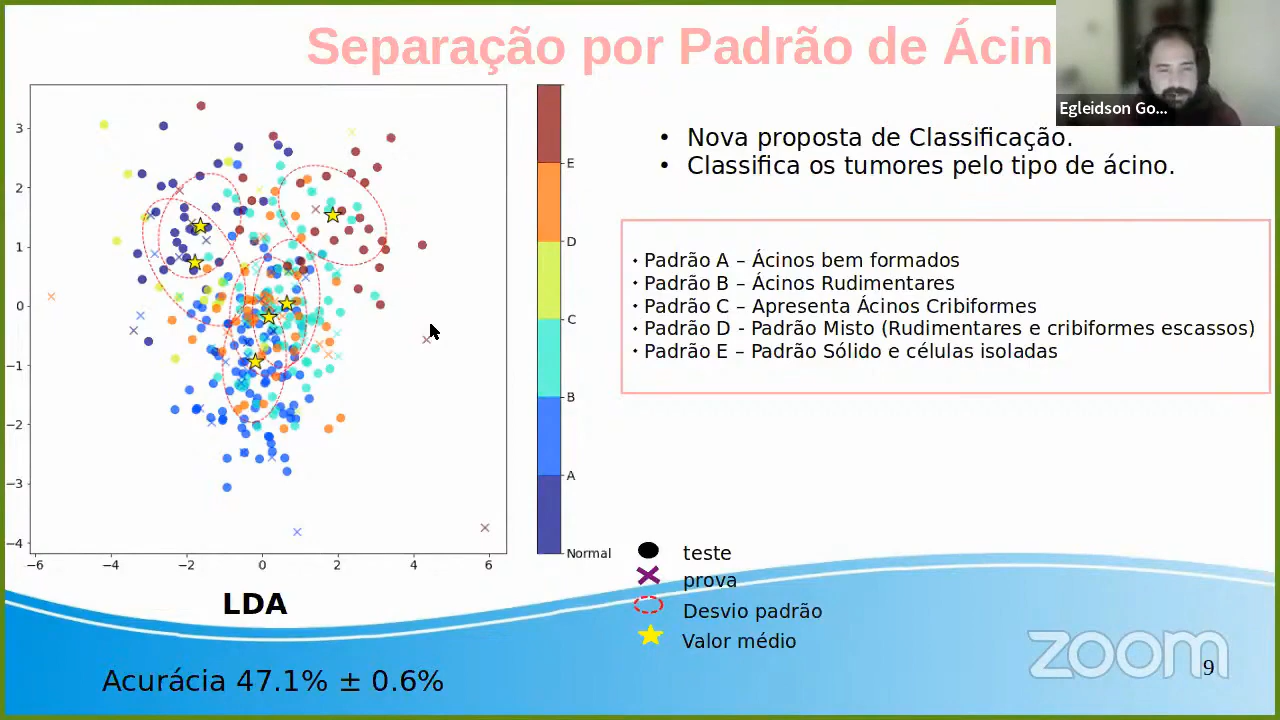 Separação por Padrão de Ácin
Egleidson Go...
• Nova proposta de Classificação.
• Classifica os tumores pelo tipo de ácino.
• Padrão A – Ácinos bem formados
• Padrão B – Ácinos Rudimentares
• Padrão C – Apresenta Ácinos Cribiformes
• Padrão D - Padrão Misto (Rudimentares e cribiformes escassos)
• Padrão E – Padrão Sólido e células isoladas
3
2
1
0
−1
−2
−3
−4
−6
−4
−2
0
2
4
6
E
D
C
B
A
Normal
teste
prova
Desvio padrão
Valor médio
LDA
Acurácia 47.1% ± 0.6%
zoom
9